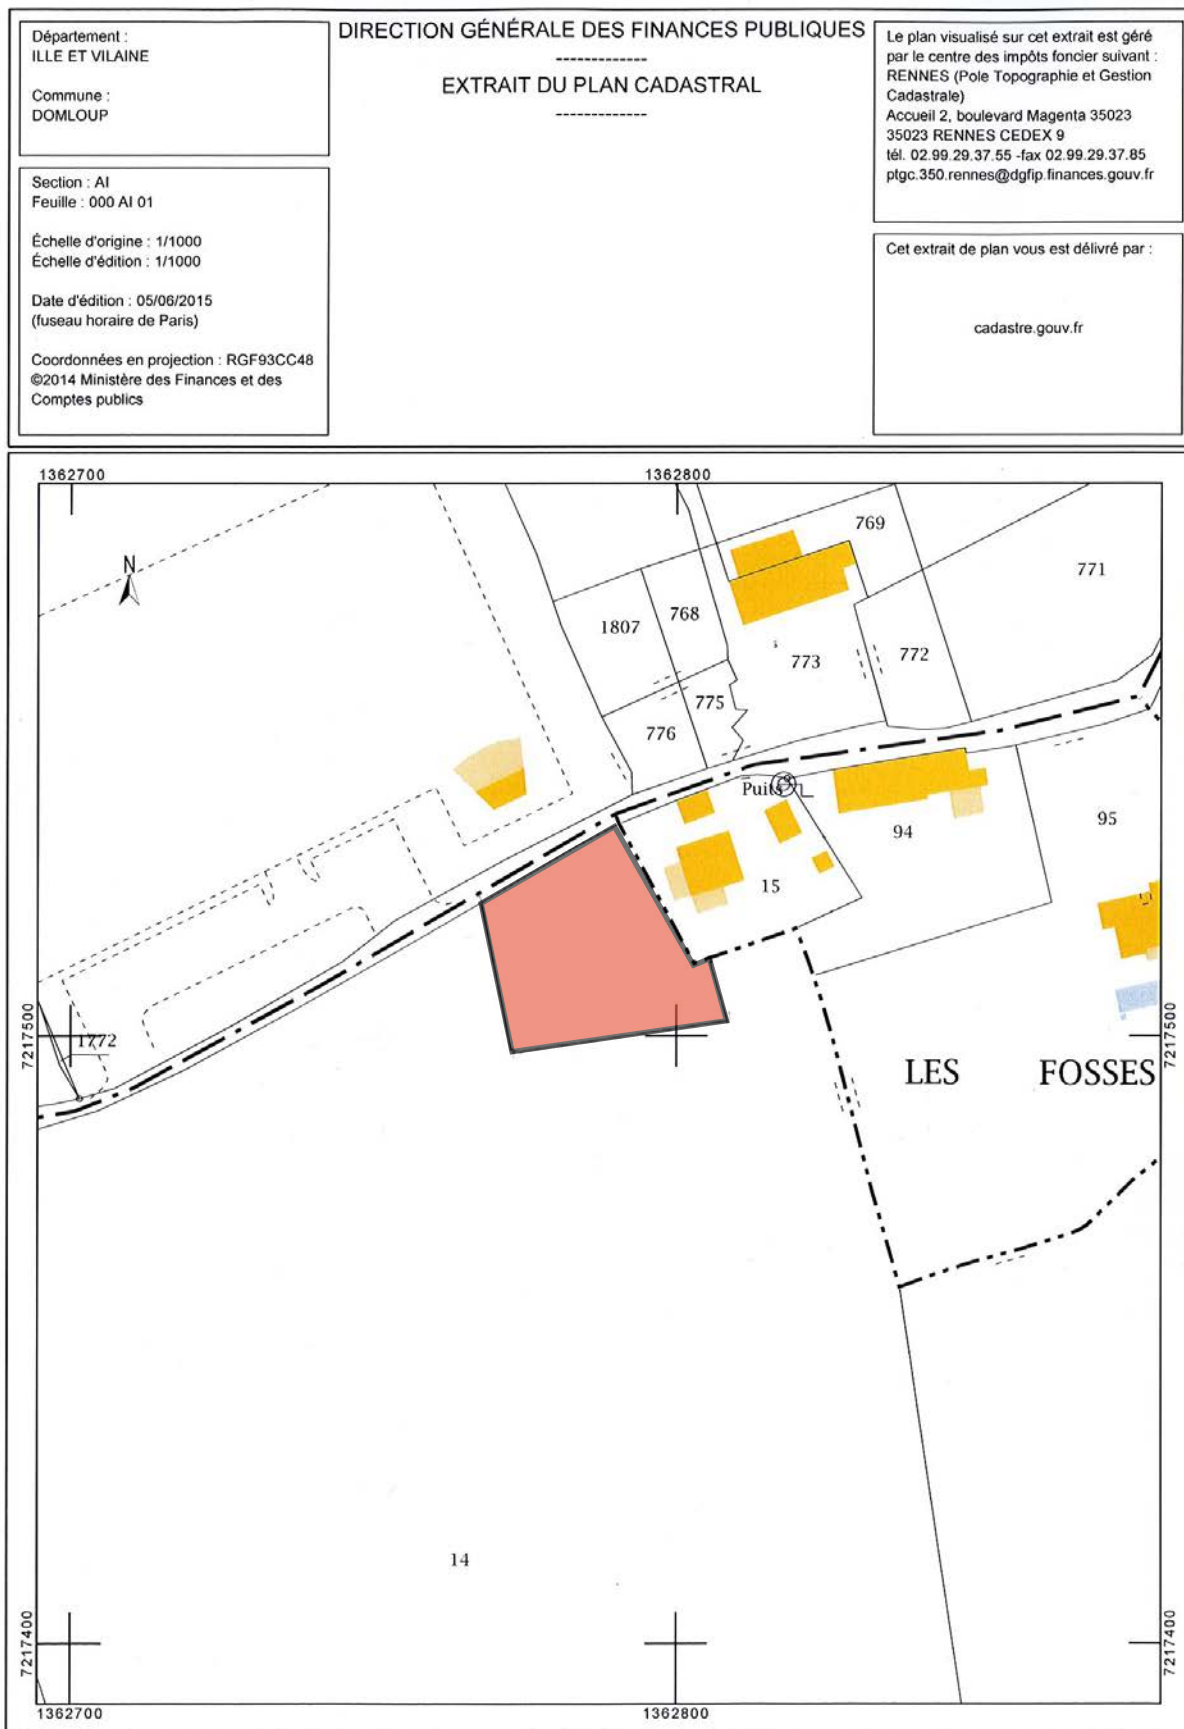 Département :
ILLE ET VILAINE
Commune :
DOMLOUP
Section : AI
Feuille : 000 AI 01
Échelle d'origine : 1/1000
Échelle d'édition : 1/1000
Date d'édition : 05/06/2015
(fuseau horaire de Paris)
Coordonnées en projection : RGF93CC48
©2014 Ministère des Finances et des
Comptes publics
DIRECTION GÉNÉRALE DES FINANCES PUBLIQUES
-------------
EXTRAIT DU PLAN CADASTRAL
-------------
Le plan visualisé sur cet extrait est géré
par le centre des impôts foncier suivant :
RENNES (Pole Topographie et Gestion
Cadastrale)
Accueil 2, boulevard Magenta 35023
35023 RENNES CEDEX 9
tél. 02.99.29.37.55 -fax 02.99.29.37.85
ptgc.350.rennes@dgfip.finances.gouv.fr
Cet extrait de plan vous est délivré par :
cadastre.gouv.fr
1362700
1362800
N
769
771
1807
768
773
772
775
776
Puits
94
95
15
7217500
7217500
1772
LES FOSSES
14
7217400
7217400
1362700
1362800